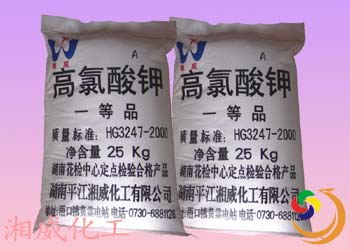 A
高氯酸钾
一等品
质量标准：HG3247-2000
净含量 25 Kg
湖南花检中心定点检验合格产品
湖南平江湘威化工有限公司
A
高氯酸钾
一等品
质量标准：HG3247-2000
净含量 25 Kg
湖南花检中心定点检验合格产品
湖南平江湘威化工有限公司
湘威化工